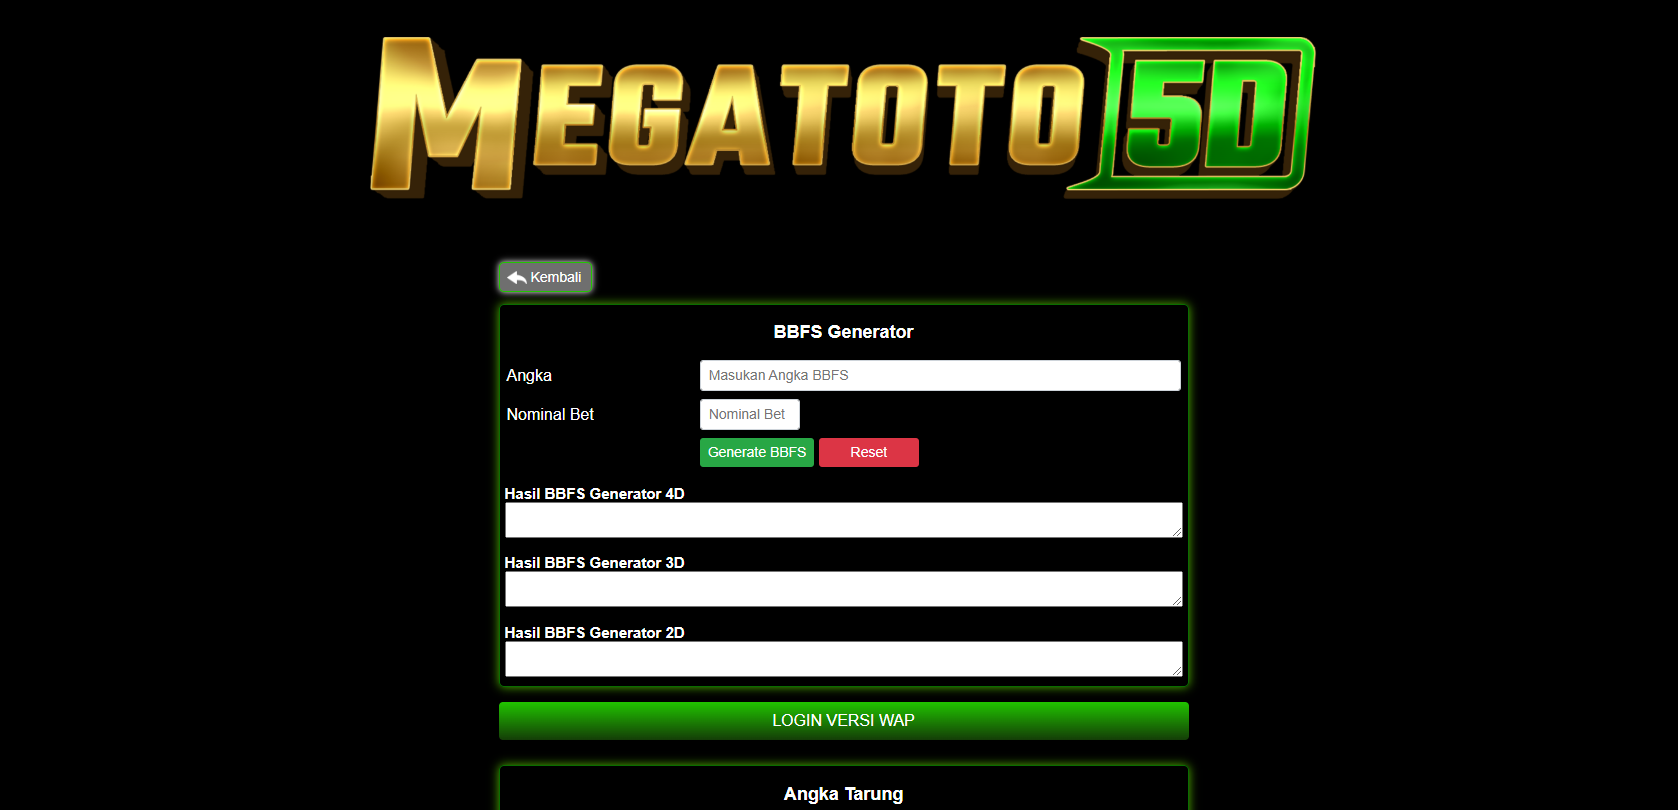 MEGATOTO 5D
Kembali
BBFS Generator
Angka
Masukan Angka BBFS
Nominal Bet
Nominal Bet
Generate BBFS
Reset
Hasil BBFS Generator 4D
Hasil BBFS Generator 3D
Hasil BBFS Generator 2D
LOGIN VERSI WAP
Angka Tarung